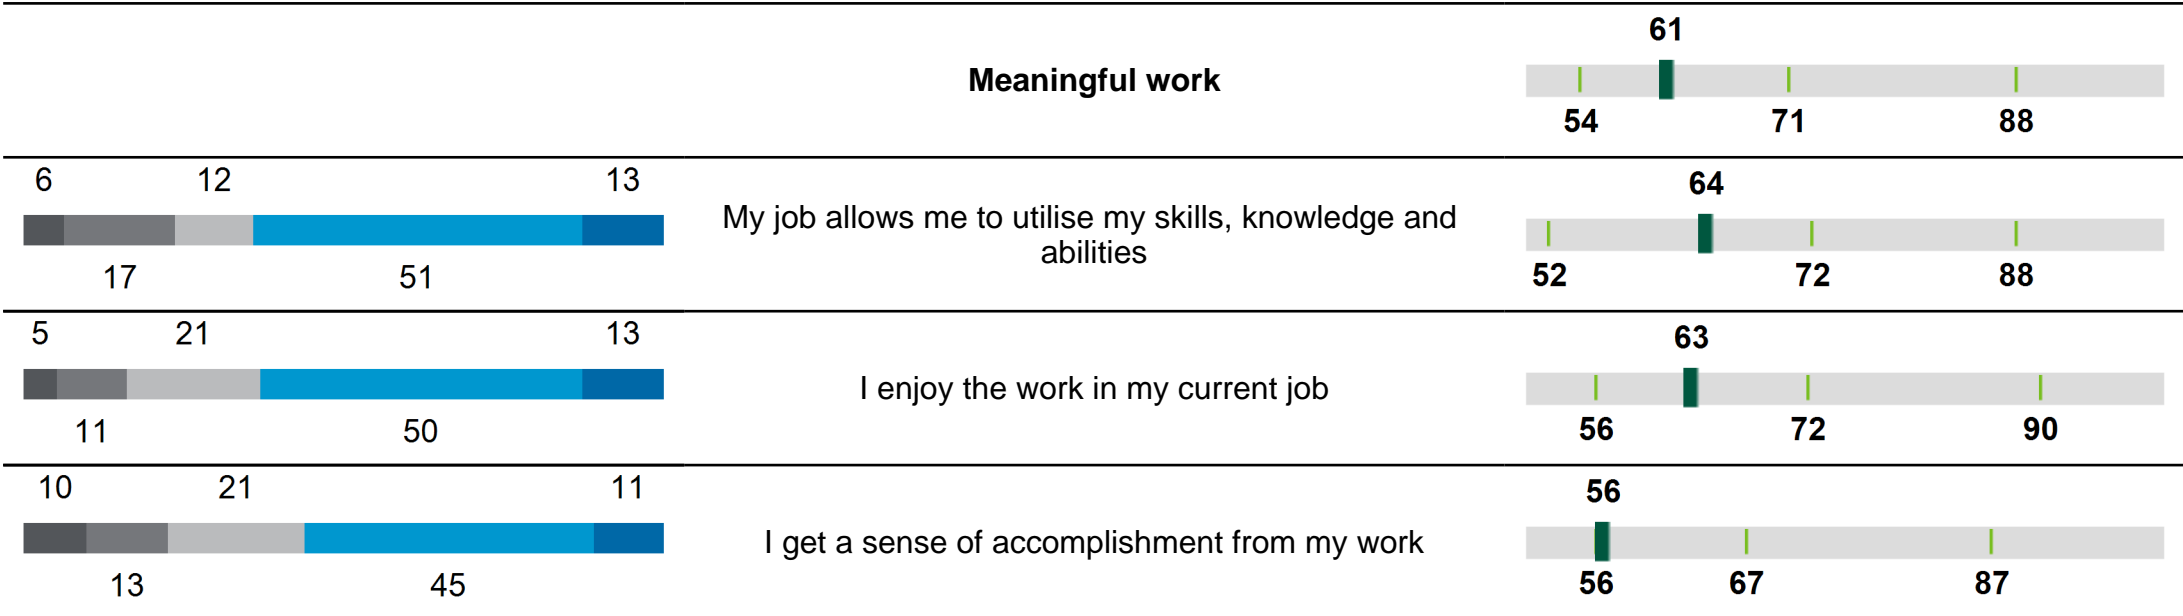 61
Meaningful work
54 71 88
6 12 13
64
My job allows me to utilise my skills, knowledge and
abilities
17 51
52 72 88
5 21 13
63
I enjoy the work in my current job
11 50
56 72 90
10 21 11
56
I get a sense of accomplishment from my work
13 45
56 67 87